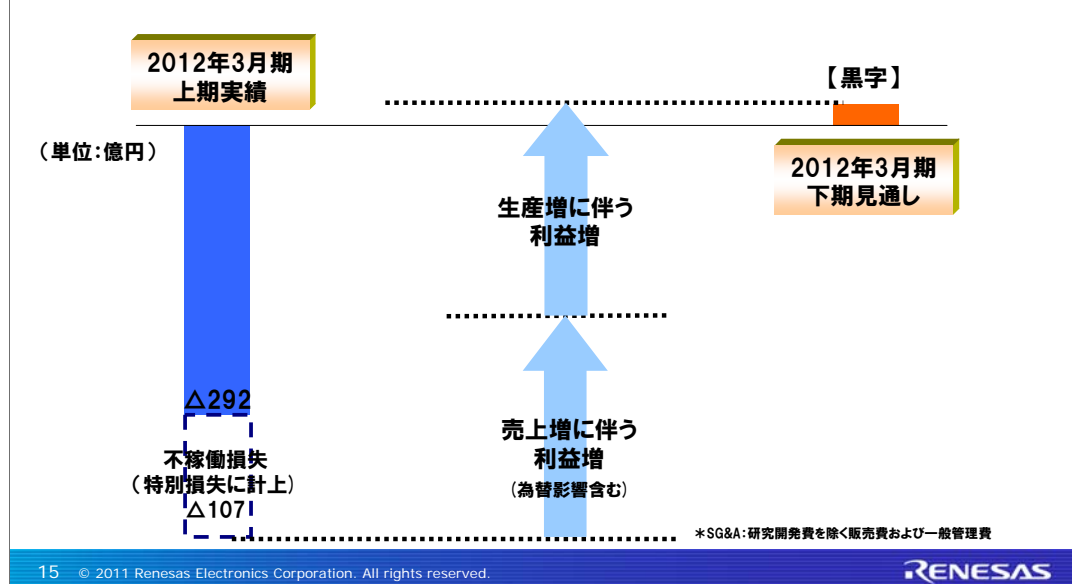 2012年3月期
上期実績
【黒字】
（単位：億円）
2012年3月期
下期見通し
生産増に伴う
利益増
△292
売上増に伴う
利益増
（為替影響含む）
不稼働損失
（特別損失に計上）
△107
＊SG&A：研究開発費を除く販売費および一般管理費
15 © 2011 Renesas Electronics Corporation. All rights reserved.
RENESAS